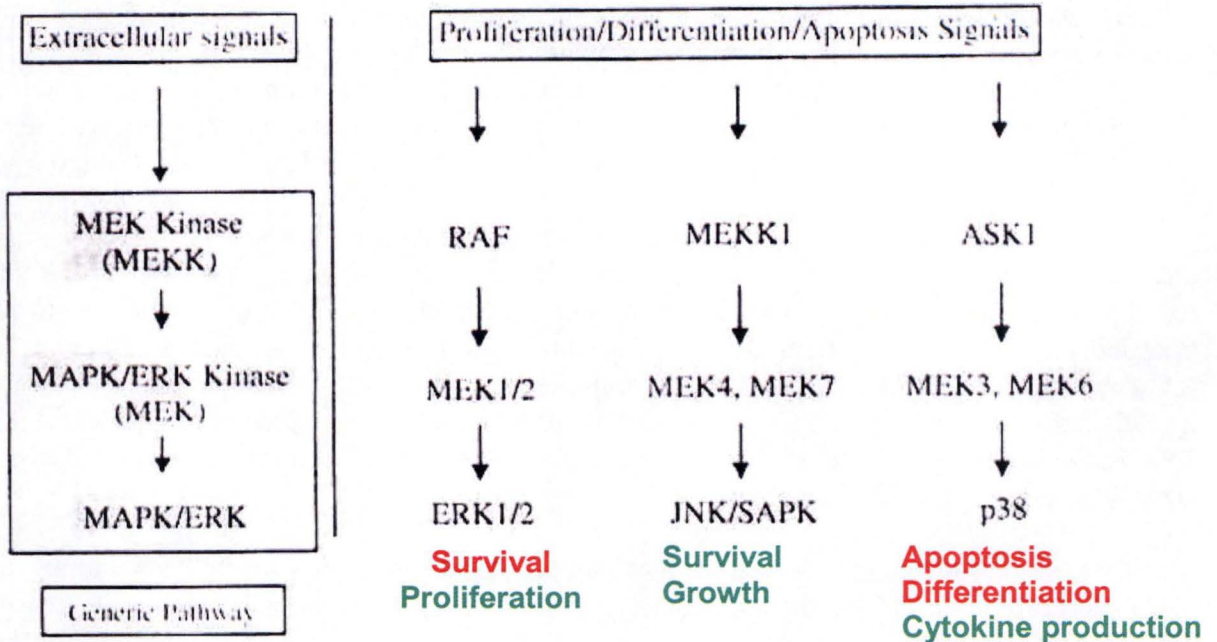 Extracellular signals
MEK Kinase
(MEKK)
MAPK/ERK Kinase
(MEK)
MAPK/ERK
Generic Pathway
Proliferation/Differentiation/Apoptosis Signals
RAF
MEKK1
ASK1
MEK1/2
MEK4, MEK7
MEK3, MEK6
ERK1/2
JNK/SAPK
p38
Survival
Proliferation
Survival
Growth
Apoptosis
Differentiation
Cytokine production